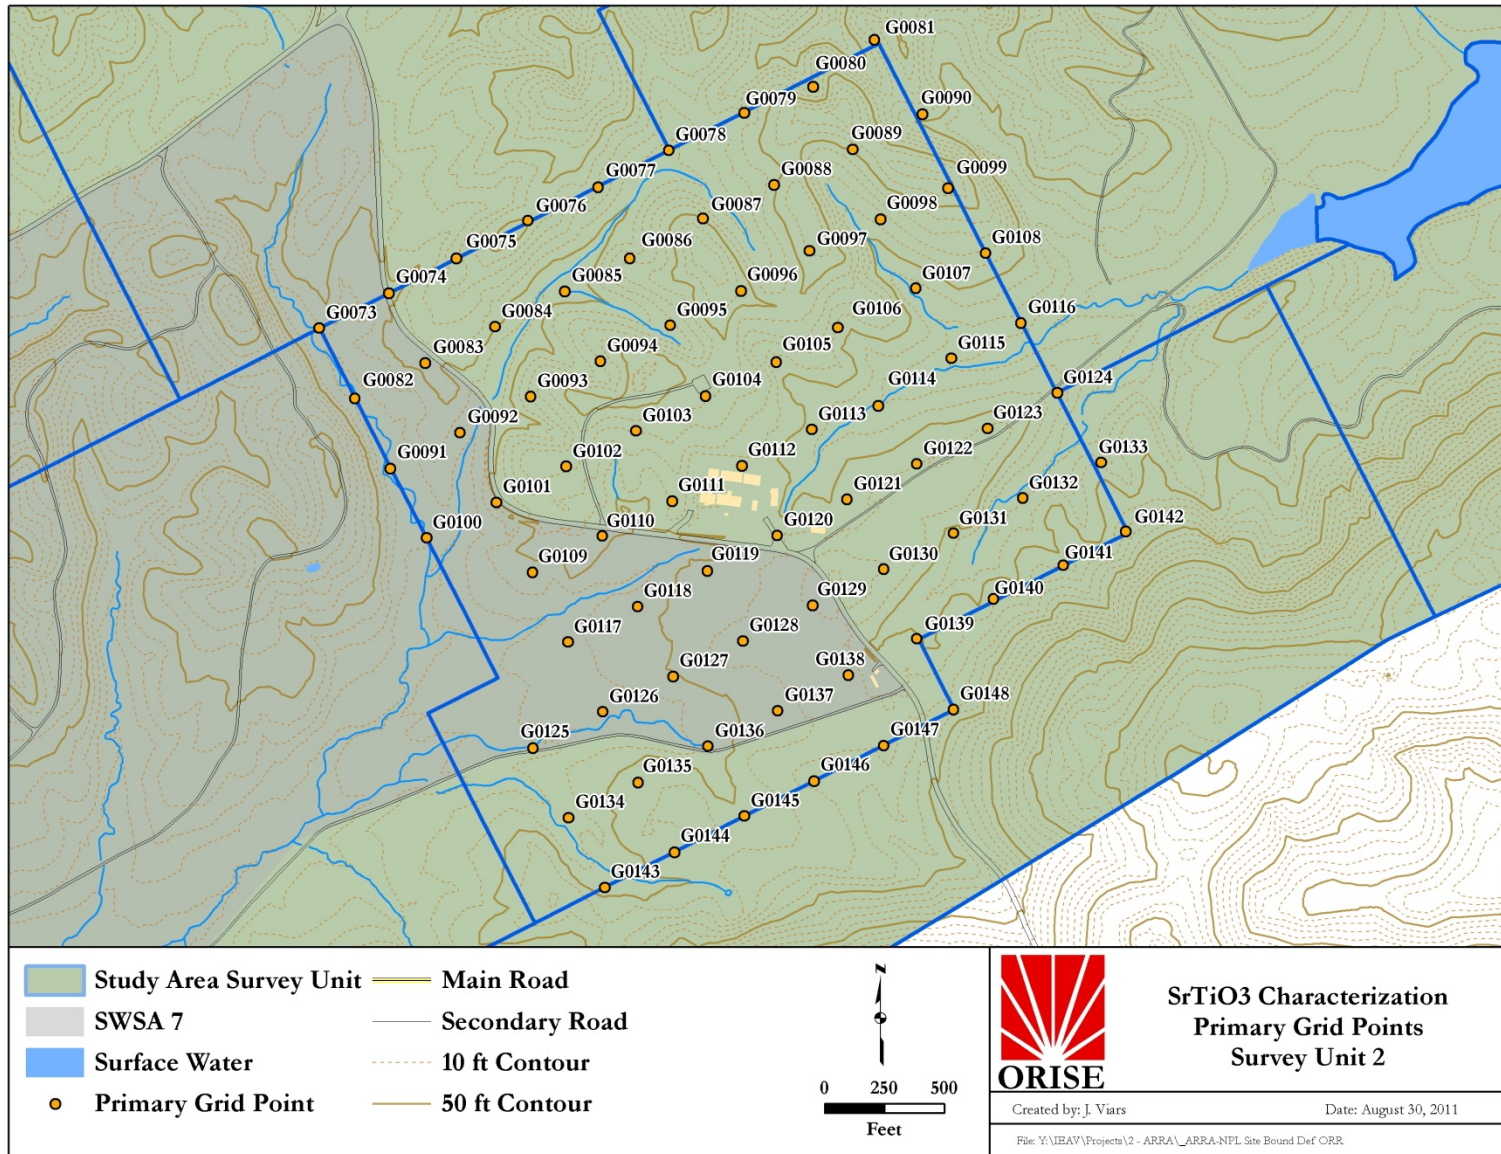 G0081
G0080
G0079
G0090
G0078
G0089
G0077
G0088
G0099
G0076
G0087
G0098
G0075
G0086
G0097
G0108
G0074
G0085
G0096
G0107
G0073
G0084
G0095
G0106
G0116
G0083
G0094
G0105
G0115
G0082
G0093
G0104
G0114
G0124
G0092
G0103
G0113
G0123
G0091
G0102
G0112
G0122
G0133
G0101
G0111
G0121
G0132
G0100
G0110
G0120
G0131
G0142
G0109
G0119
G0130
G0141
G0118
G0129
G0140
G0117
G0128
G0139
G0127
G0138
G0126
G0137
G0148
G0125
G0136
G0147
G0135
G0146
G0134
G0145
G0144
G0143
Study Area Survey Unit
SWSA 7
Surface Water
Primary Grid Point
Main Road
Secondary Road
10 ft Contour
50 ft Contour
N
0 250 500
Feet
ORISE
SrTiO3 Characterization
Primary Grid Points
Survey Unit 2
Created by: J. Viars Date: August 30, 2011
File: Y:\IEAV\Projects\2 - ARRA\_ARRA-NPL Site Bound Def ORR